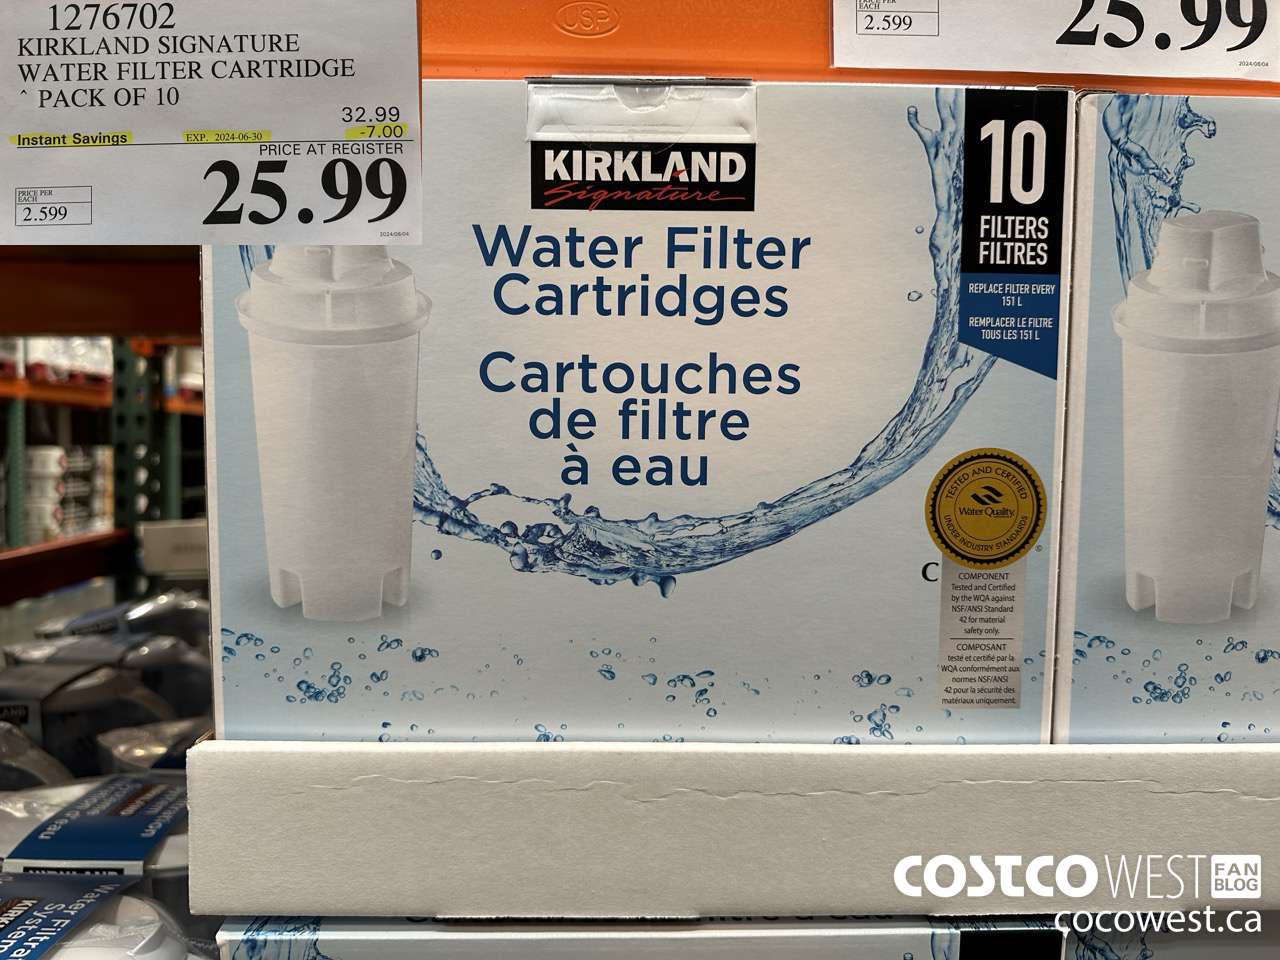 1276702
KIRKLAND SIGNATURE
WATER FILTER CARTRIDGE
^ PACK OF 10
32.99
Instant Savings EXP. 2024-06-30 -7.00
PRICE AT REGISTER
25.99
PRICE PER
EACH
2.599
2024/06/04
USP
PRICE PER
EACH
2.599
25.99
2024/06/04
KIRKLAND
Signature
Water Filter
Cartridges
Cartouches
de filtre
à eau
10
FILTERS
FILTRES
REPLACE FILTER EVERY
151 L
REMPLACER LE FILTRE
TOUS LES 151 L
TESTED AND CERTIFIED
Water Quality
UNDER INDUSTRY STANDARDS
C
COMPONENT
Tested and Certified
by the WQA against
NSF/ANSI Standard
42 for material
safety only.
COMPOSANT
testé et certifié par la
WQA conformément aux
normes NSF/ANSI
42 pour la sécurité des
matériaux uniquement.
KIRKLAND
Water Filtra
System
COSTCO WEST FAN
BLOG
cocowest.ca